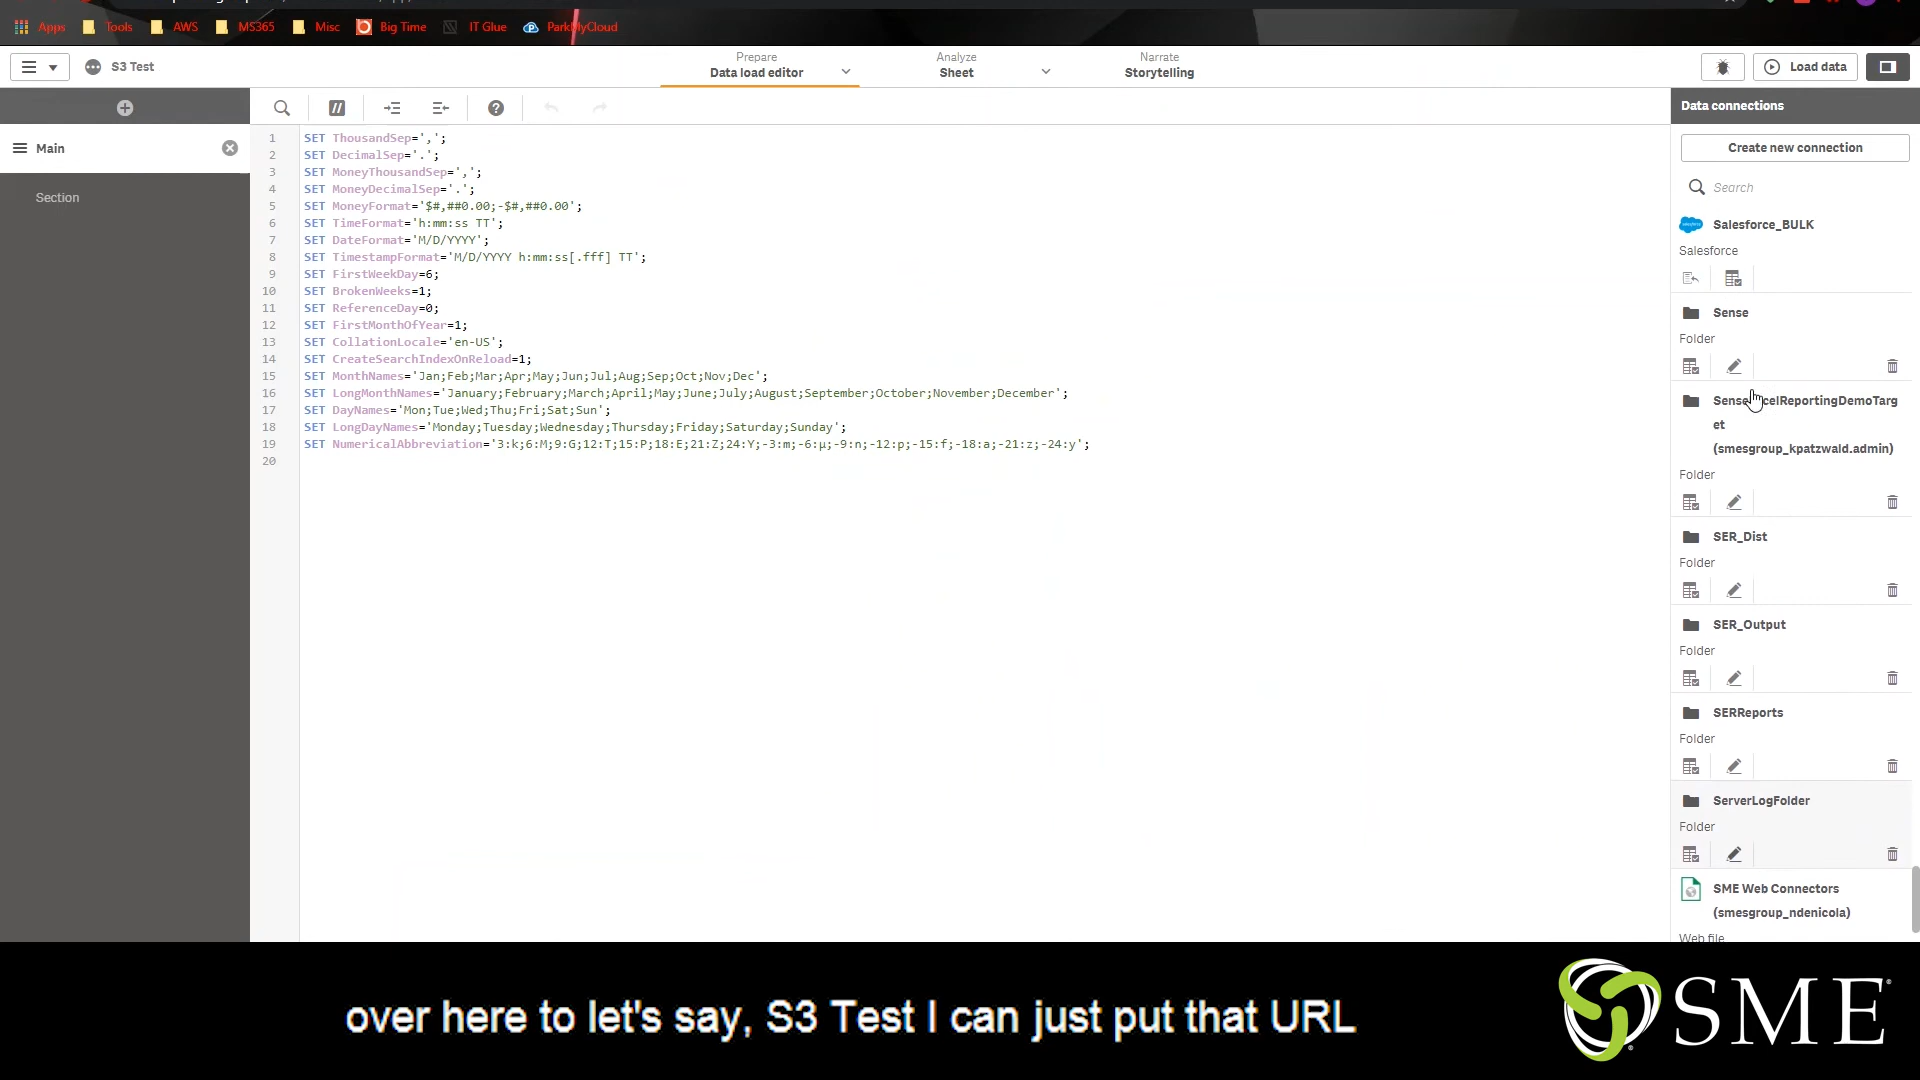 Apps Tools AWS MS365 Misc Big Time IT Glue ParkMyCloud
S3 Test
Prepare
Data load editor
Analyze
Sheet
Narrate
Storytelling
Load data
Main
Section
1 SET ThousandSep=',';
2 SET DecimalSep='.';
3 SET MoneyThousandSep=',';
4 SET MoneyDecimalSep='.';
5 SET MoneyFormat='$#,##0.00;-$#,##0.00';
6 SET TimeFormat='h:mm:ss TT';
7 SET DateFormat='M/D/YYYY';
8 SET TimestampFormat='M/D/YYYY h:mm:ss[.fff] TT';
9 SET FirstWeekDay=6;
10 SET BrokenWeeks=1;
11 SET ReferenceDay=0;
12 SET FirstMonthOfYear=1;
13 SET CollationLocale='en-US';
14 SET CreateSearchIndexOnReload=1;
15 SET MonthNames='Jan;Feb;Mar;Apr;May;Jun;Jul;Aug;Sep;Oct;Nov;Dec';
16 SET LongMonthNames='January;February;March;April;May;June;July;August;September;October;November;December';
17 SET DayNames='Mon;Tue;Wed;Thu;Fri;Sat;Sun';
18 SET LongDayNames='Monday;Tuesday;Wednesday;Thursday;Friday;Saturday;Sunday';
19 SET NumericalAbbreviation='3:k;6:M;9:G;12:T;15:P;18:E;21:Z;24:Y;-3:m;-6:µ;-9:n;-12:p;-15:f;-18:a;-21:z;-24:y';
20
Data connections
Create new connection
Search
Salesforce_BULK
Salesforce
Sense
Folder
et
(smesgroup_kpatzwald.admin)
Folder
SER_Dist
Folder
SER_Output
Folder
SERReports
Folder
ServerLogFolder
Folder
SME Web Connectors
(smesgroup_ndenicola)
Web file
over here to let's say, S3 Test I can just put that URL
SME